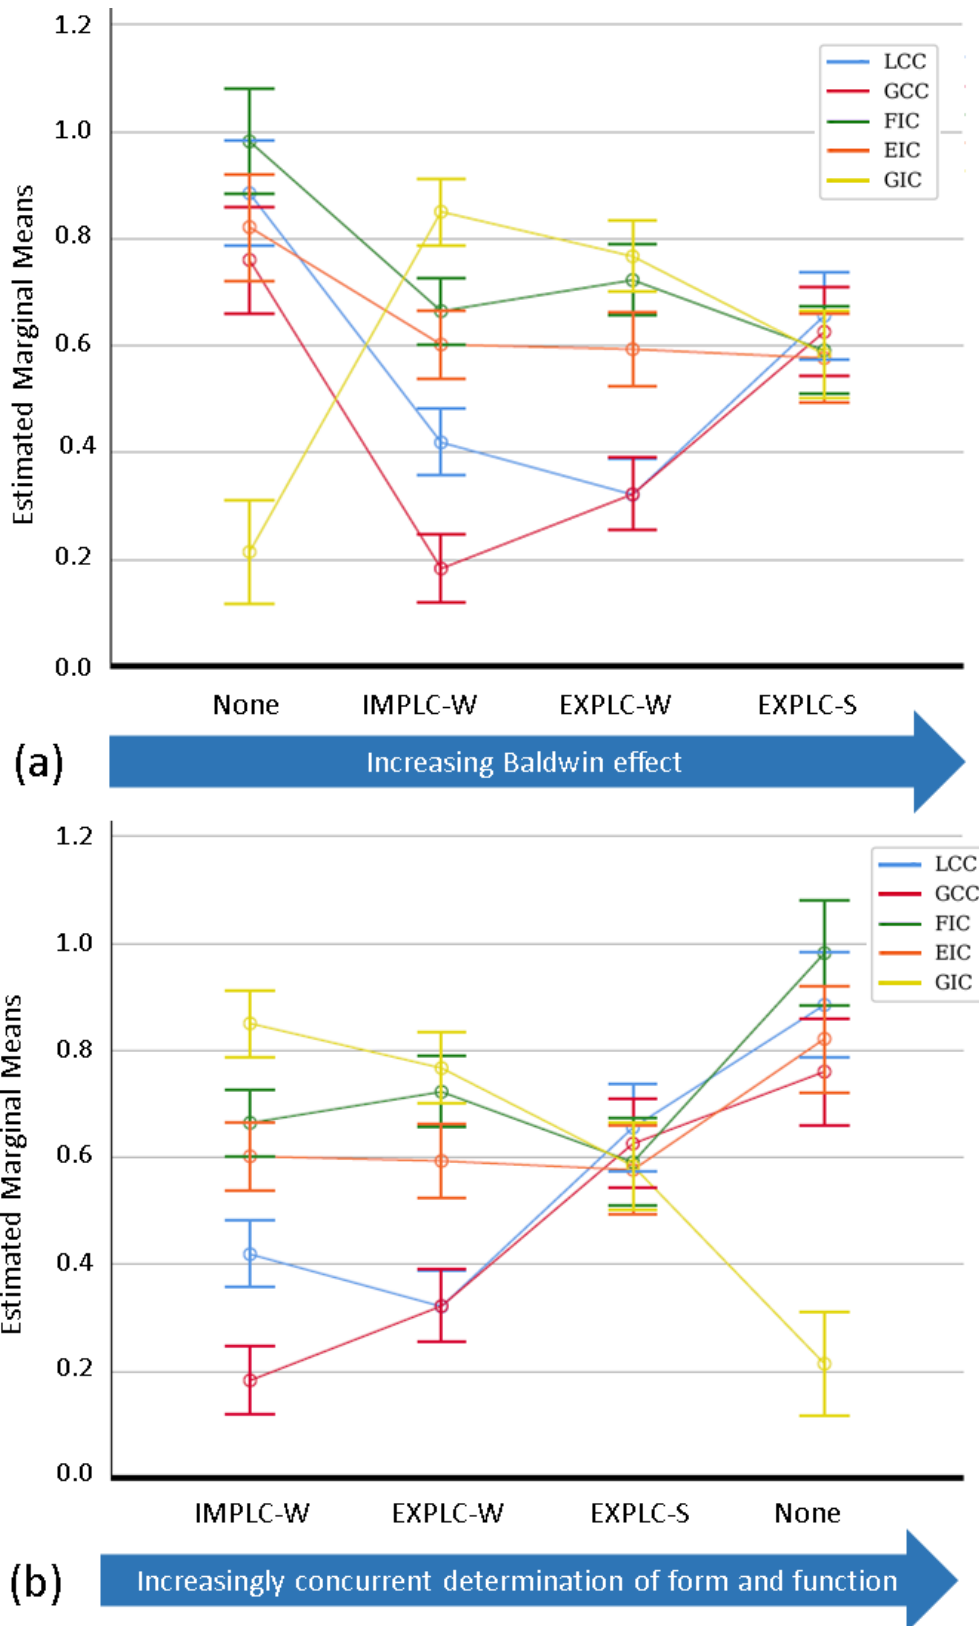 1.2
1.0
0.8
0.6
0.4
0.2
0.0
Estimated Marginal Means
LCC
GCC
FIC
EIC
GIC
None IMPLC-W EXPLC-W EXPLC-S
(a)
Increasing Baldwin effect
1.2
1.0
0.8
0.6
0.4
0.2
0.0
Estimated Marginal Means
LCC
GCC
FIC
EIC
GIC
IMPLC-W EXPLC-W EXPLC-S None
(b)
Increasingly concurrent determination of form and function